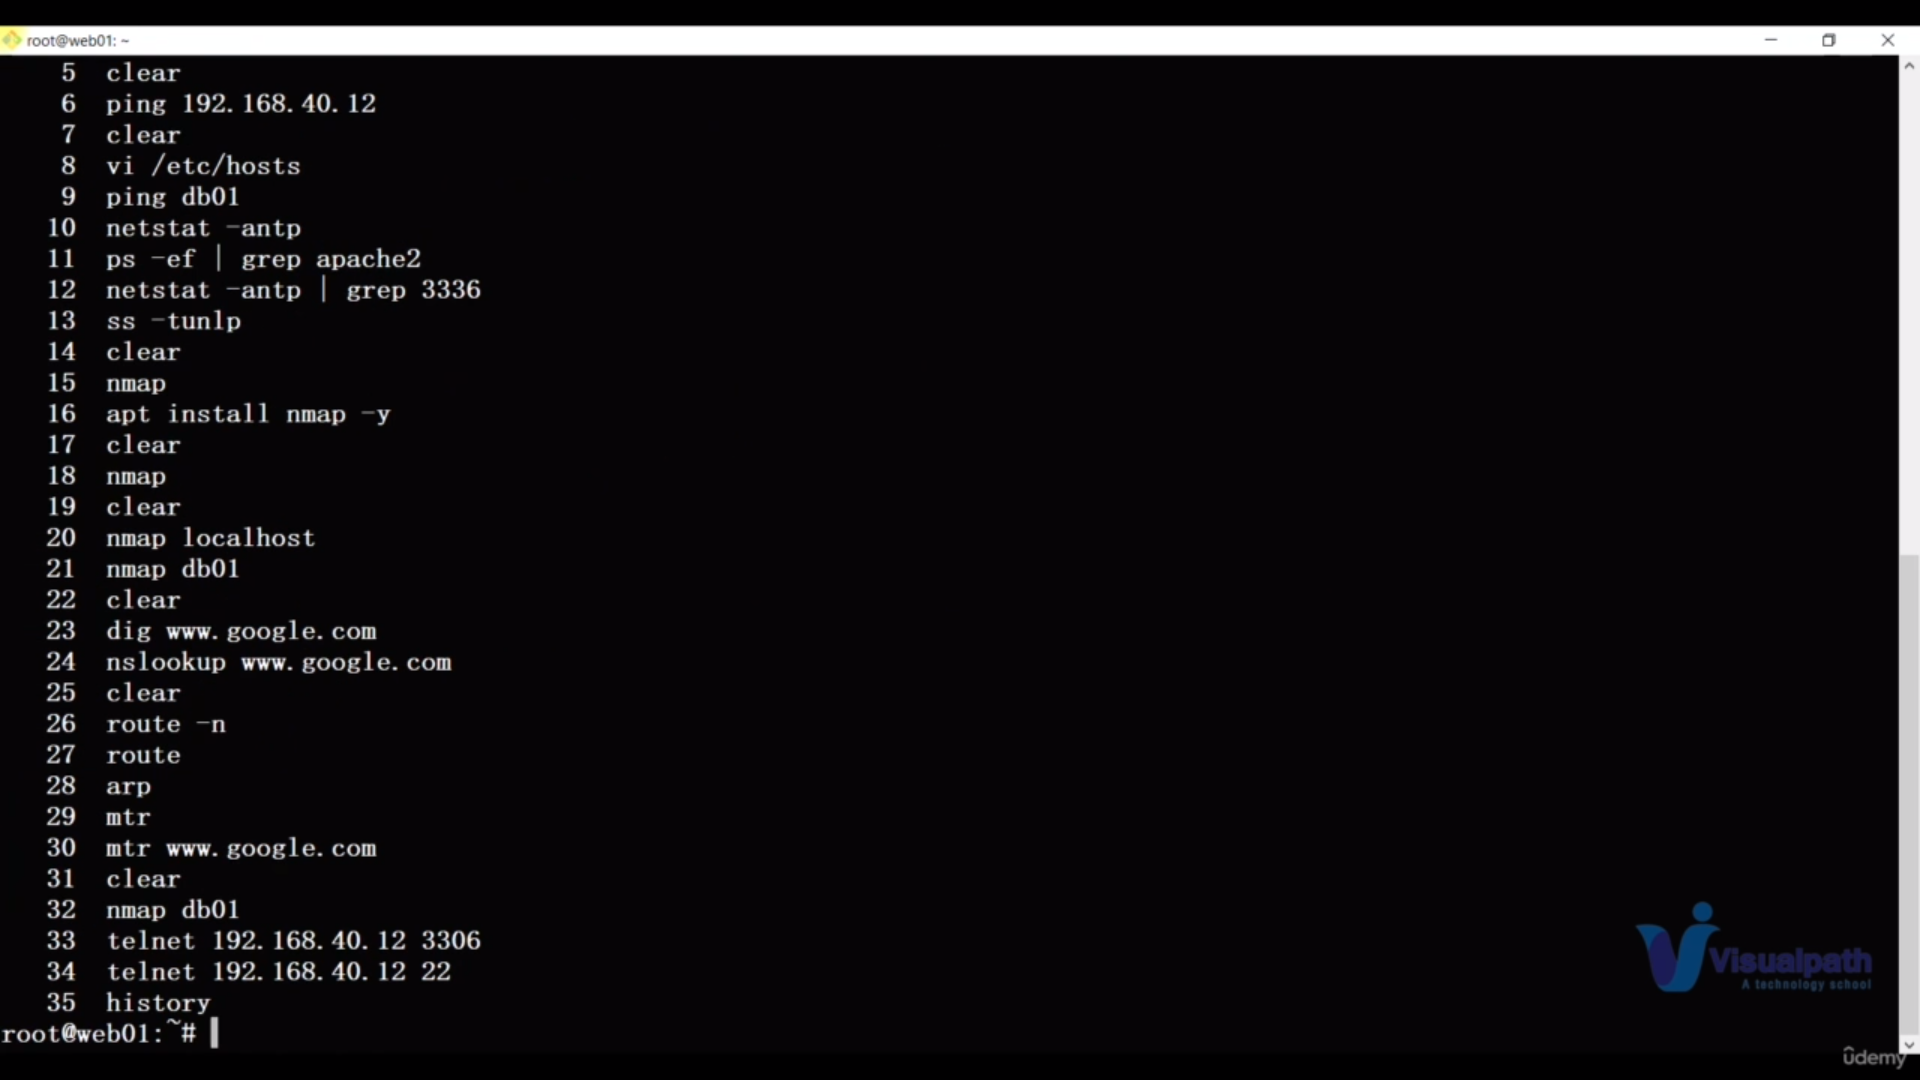 root@web01: ~
5 clear
6 ping 192.168.40.12
7 clear
8 vi /etc/hosts
9 ping db01
10 netstat -antp
11 ps -ef | grep apache2
12 netstat -antp | grep 3336
13 ss -tunlp
14 clear
15 nmap
16 apt install nmap -y
17 clear
18 nmap
19 clear
20 nmap localhost
21 nmap db01
22 clear
23 dig www.google.com
24 nslookup www.google.com
25 clear
26 route -n
27 route
28 arp
29 mtr
30 mtr www.google.com
31 clear
32 nmap db01
33 telnet 192.168.40.12 3306
34 telnet 192.168.40.12 22
35 history
root@web01:~#
Visualpath
A technology school
ûdemy